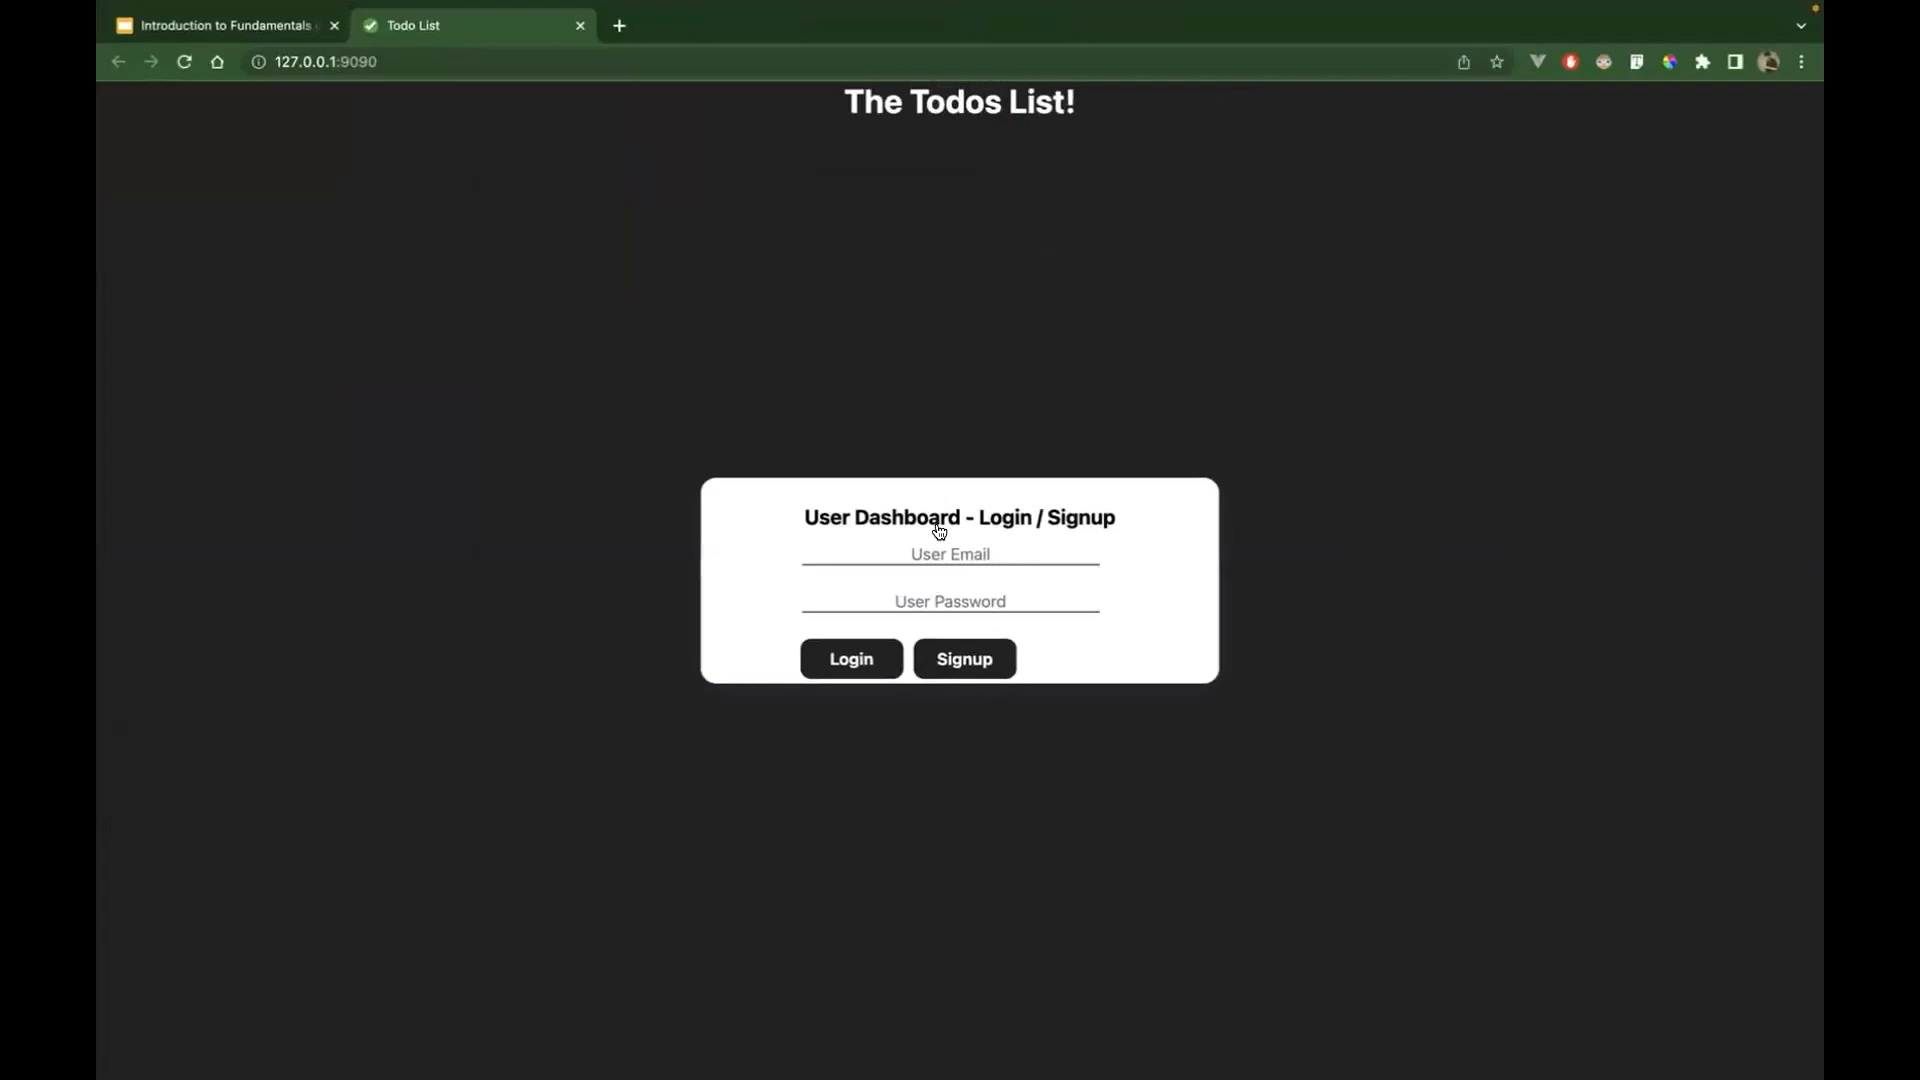 Introduction to Fundamentals
Todo List
127.0.0.1:9090
The Todos List!
User Dashboard - Login / Signup
User Email
User Password
Login
Signup